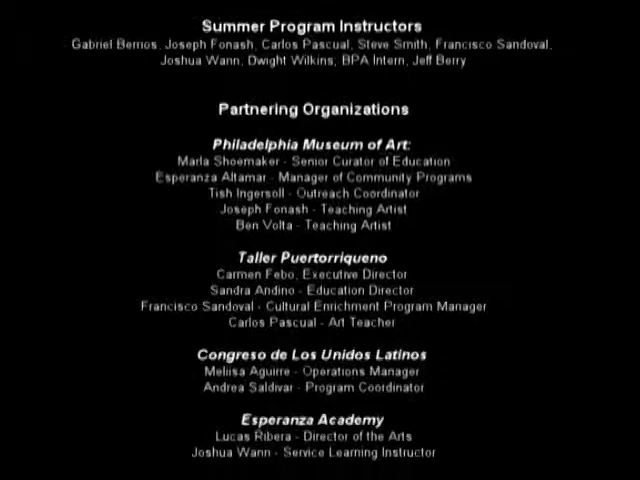 Summer Program Instructors
Gabriel Berrios, Joseph Fonash, Carlos Pascual, Steve Smith, Francisco Sandoval,
Joshua Wann, Dwight Wilkins, BPA Intern, Jeff Berry
Partnering Organizations
Philadelphia Museum of Art:
Marla Shoemaker - Senior Curator of Education
Esperanza Altamar - Manager of Community Programs
Tish Ingersoll - Outreach Coordinator
Joseph Fonash - Teaching Artist
Ben Volta - Teaching Artist
Taller Puertorriqueno
Carmen Febo, Executive Director
Sandra Andino - Education Director
Francisco Sandoval - Cultural Enrichment Program Manager
Carlos Pascual - Art Teacher
Congreso de Los Unidos Latinos
Meliisa Aguirre - Operations Manager
Andrea Saldivar - Program Coordinator
Esperanza Academy
Lucas Ribera - Director of the Arts
Joshua Wann - Service Learning Instructor